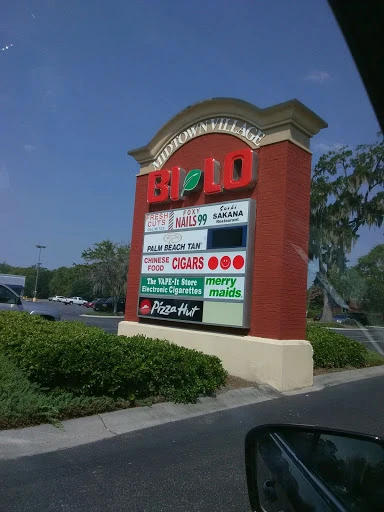 MIDTOWN VILLAGE
BI LO
FRESH CUTS
FOXY NAILS 99
Sushi SAKANA Restaurant
PALM BEACH TAN
CHINESE FOOD
CIGARS
The VAPE-It Store Electronic Cigarettes
merry maids
Pizza Hut